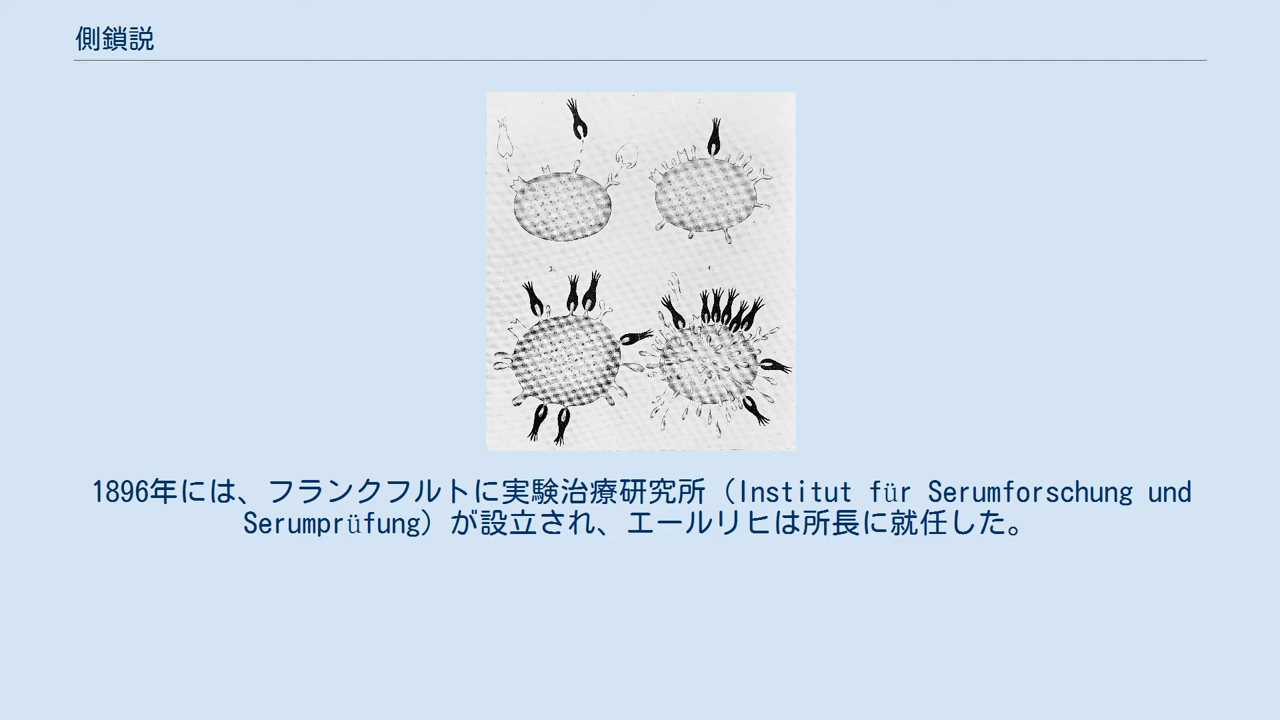 側鎖説
1896年には、フランクフルトに実験治療研究所（Institut für Serumforschung und
Serumprüfung）が設立され、エールリヒは所長に就任した。